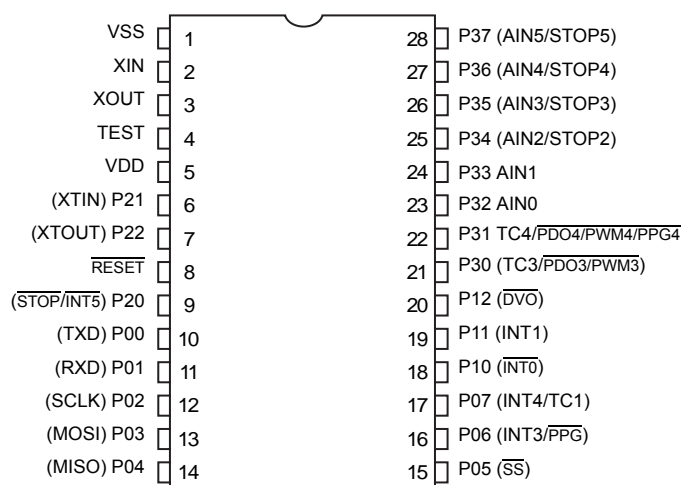 VSS 1 28 P37 (AIN5/STOP5)
XIN 2 27 P36 (AIN4/STOP4)
XOUT 3 26 P35 (AIN3/STOP3)
TEST 4 25 P34 (AIN2/STOP2)
VDD 5 24 P33 AIN1
(XTIN) P21 6 23 P32 AIN0
(XTOUT) P22 7 22 P31 TC4/PDO4/PWM4/PPG4
RESET 8 21 P30 (TC3/PDO3/PWM3)
(STOP/INT5) P20 9 20 P12 (DVO)
(TXD) P00 10 19 P11 (INT1)
(RXD) P01 11 18 P10 (INT0)
(SCLK) P02 12 17 P07 (INT4/TC1)
(MOSI) P03 13 16 P06 (INT3/PPG)
(MISO) P04 14 15 P05 (SS)